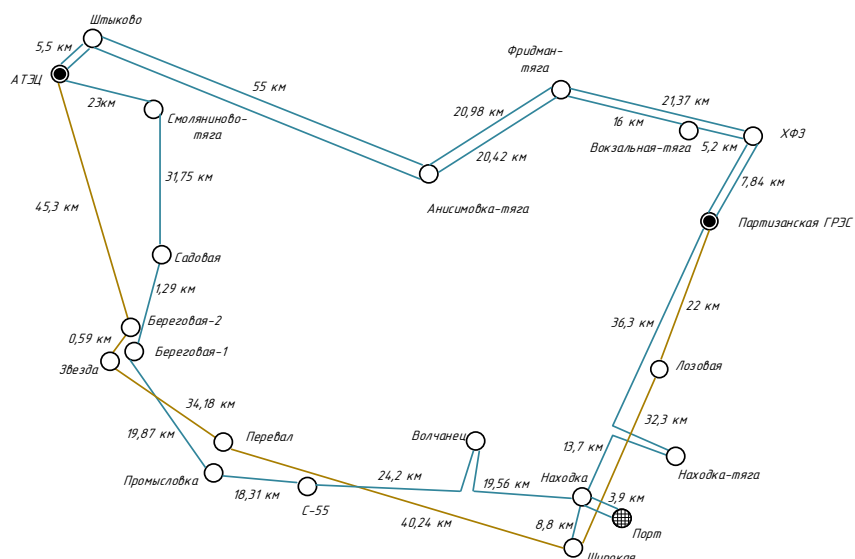 Штыково
5,5 км
АТЭЦ
23км
Смоляниново-
тяга
55 км
Фридман-
тяга
20,98 км
20,42 км
21,37 км
16 км
Вокзальная-тяга
5,2 км
ХФЗ
7,84 км
Анисимовка-тяга
Партизанская ГРЭС
31,75 км
45,3 км
Садовая
1,29 км
36,3 км
22 км
Береговая-2
0,59 км
Береговая-1
Звезда
Лозовая
34,18 км
32,3 км
19,87 км
Перевал
Волчанец
13,7 км
Находка-тяга
Промысловка
24,2 км
19,56 км
Находка
18,31 км
С-55
3,9 км
40,24 км
8,8 км
Порт
Широкая